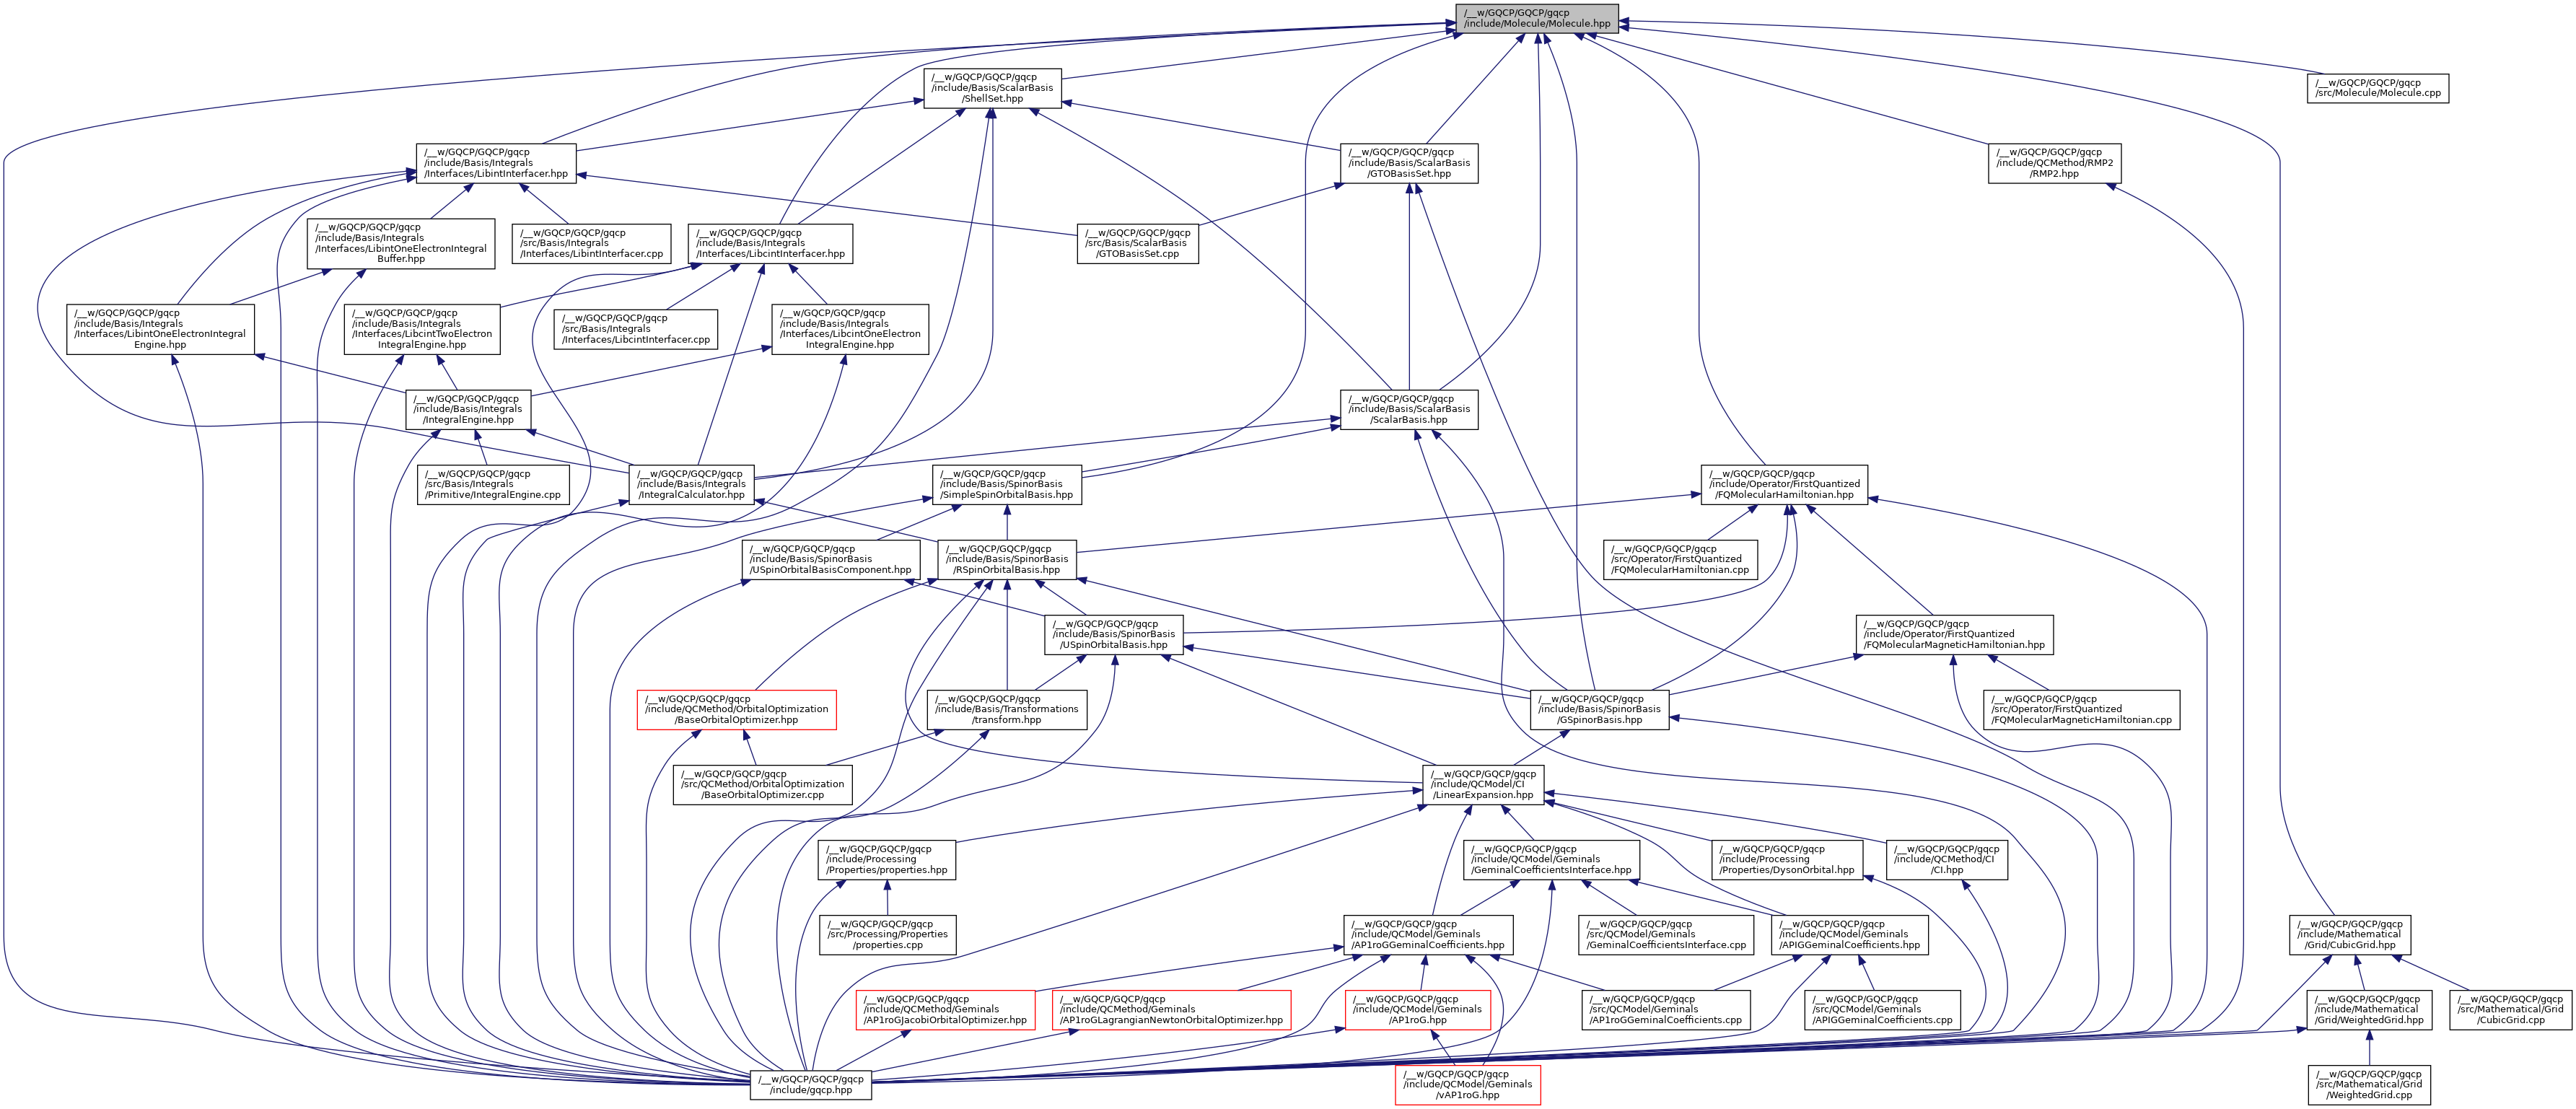 /__w/GQCP/GQCP/gqcp
/include/Molecule/Molecule.hpp
/__w/GQCP/GQCP/gqcp
/include/Basis/ScalarBasis
/ShellSet.hpp
/__w/GQCP/GQCP/gqcp
/src/Molecule/Molecule.cpp
/__w/GQCP/GQCP/gqcp
/include/Basis/Integrals
/Interfaces/LibintInterfacer.hpp
/__w/GQCP/GQCP/gqcp
/include/Basis/ScalarBasis
/GTOBasisSet.hpp
/__w/GQCP/GQCP/gqcp
/include/QCMethod/RMP2
/RMP2.hpp
/__w/GQCP/GQCP/gqcp
/include/Basis/Integrals
/Interfaces/LibintOneElectronIntegral
Buffer.hpp
/__w/GQCP/GQCP/gqcp
/src/Basis/Integrals
/Interfaces/LibintInterfacer.cpp
/__w/GQCP/GQCP/gqcp
/include/Basis/Integrals
/Interfaces/LibcintInterfacer.hpp
/__w/GQCP/GQCP/gqcp
/src/Basis/ScalarBasis
/GTOBasisSet.cpp
/__w/GQCP/GQCP/gqcp
/include/Basis/Integrals
/Interfaces/LibintOneElectronIntegral
Engine.hpp
/__w/GQCP/GQCP/gqcp
/include/Basis/Integrals
/Interfaces/LibcintTwoElectron
IntegralEngine.hpp
/__w/GQCP/GQCP/gqcp
/src/Basis/Integrals
/Interfaces/LibcintInterfacer.cpp
/__w/GQCP/GQCP/gqcp
/include/Basis/Integrals
/Interfaces/LibcintOneElectron
IntegralEngine.hpp
/__w/GQCP/GQCP/gqcp
/include/Basis/Integrals
/IntegralEngine.hpp
/__w/GQCP/GQCP/gqcp
/include/Basis/ScalarBasis
/ScalarBasis.hpp
/__w/GQCP/GQCP/gqcp
/src/Basis/Integrals
/Primitive/IntegralEngine.cpp
/__w/GQCP/GQCP/gqcp
/include/Basis/Integrals
/IntegralCalculator.hpp
/__w/GQCP/GQCP/gqcp
/include/Basis/SpinorBasis
/SimpleSpinOrbitalBasis.hpp
/__w/GQCP/GQCP/gqcp
/include/Operator/FirstQuantized
/FQMolecularHamiltonian.hpp
/__w/GQCP/GQCP/gqcp
/include/Basis/SpinorBasis
/USpinOrbitalBasisComponent.hpp
/__w/GQCP/GQCP/gqcp
/include/Basis/SpinorBasis
/RSpinOrbitalBasis.hpp
/__w/GQCP/GQCP/gqcp
/src/Operator/FirstQuantized
/FQMolecularHamiltonian.cpp
/__w/GQCP/GQCP/gqcp
/include/Basis/SpinorBasis
/USpinOrbitalBasis.hpp
/__w/GQCP/GQCP/gqcp
/include/Operator/FirstQuantized
/FQMolecularMagneticHamiltonian.hpp
/__w/GQCP/GQCP/gqcp
/include/QCMethod/OrbitalOptimization
/BaseOrbitalOptimizer.hpp
/__w/GQCP/GQCP/gqcp
/include/Basis/Transformations
/transform.hpp
/__w/GQCP/GQCP/gqcp
/include/Basis/SpinorBasis
/GSpinorBasis.hpp
/__w/GQCP/GQCP/gqcp
/src/Operator/FirstQuantized
/FQMolecularMagneticHamiltonian.cpp
/__w/GQCP/GQCP/gqcp
/src/QCMethod/OrbitalOptimization
/BaseOrbitalOptimizer.cpp
/__w/GQCP/GQCP/gqcp
/include/QCModel/CI
/LinearExpansion.hpp
/__w/GQCP/GQCP/gqcp
/include/Processing
/Properties/properties.hpp
/__w/GQCP/GQCP/gqcp
/include/QCModel/Geminals
/GeminalCoefficientsInterface.hpp
/__w/GQCP/GQCP/gqcp
/include/Processing
/Properties/DysonOrbital.hpp
/__w/GQCP/GQCP/gqcp
/include/QCMethod/CI
/CI.hpp
/__w/GQCP/GQCP/gqcp
/src/Processing/Properties
/properties.cpp
/__w/GQCP/GQCP/gqcp
/include/QCModel/Geminals
/AP1roGGeminalCoefficients.hpp
/__w/GQCP/GQCP/gqcp
/src/QCModel/Geminals
/GeminalCoefficientsInterface.cpp
/__w/GQCP/GQCP/gqcp
/include/QCModel/Geminals
/APIGGeminalCoefficients.hpp
/__w/GQCP/GQCP/gqcp
/include/Mathematical
/Grid/CubicGrid.hpp
/__w/GQCP/GQCP/gqcp
/include/QCMethod/Geminals
/AP1roGJacobiOrbitalOptimizer.hpp
/__w/GQCP/GQCP/gqcp
/include/QCMethod/Geminals
/AP1roGLagrangianNewtonOrbitalOptimizer.hpp
/__w/GQCP/GQCP/gqcp
/include/QCModel/Geminals
/AP1roG.hpp
/__w/GQCP/GQCP/gqcp
/src/QCModel/Geminals
/AP1roGGeminalCoefficients.cpp
/__w/GQCP/GQCP/gqcp
/src/QCModel/Geminals
/APIGGeminalCoefficients.cpp
/__w/GQCP/GQCP/gqcp
/include/Mathematical
/Grid/WeightedGrid.hpp
/__w/GQCP/GQCP/gqcp
/src/Mathematical/Grid
/CubicGrid.cpp
/__w/GQCP/GQCP/gqcp
/include/gqcp.hpp
/__w/GQCP/GQCP/gqcp
/include/QCModel/Geminals
/vAP1roG.hpp
/__w/GQCP/GQCP/gqcp
/src/Mathematical/Grid
/WeightedGrid.cpp